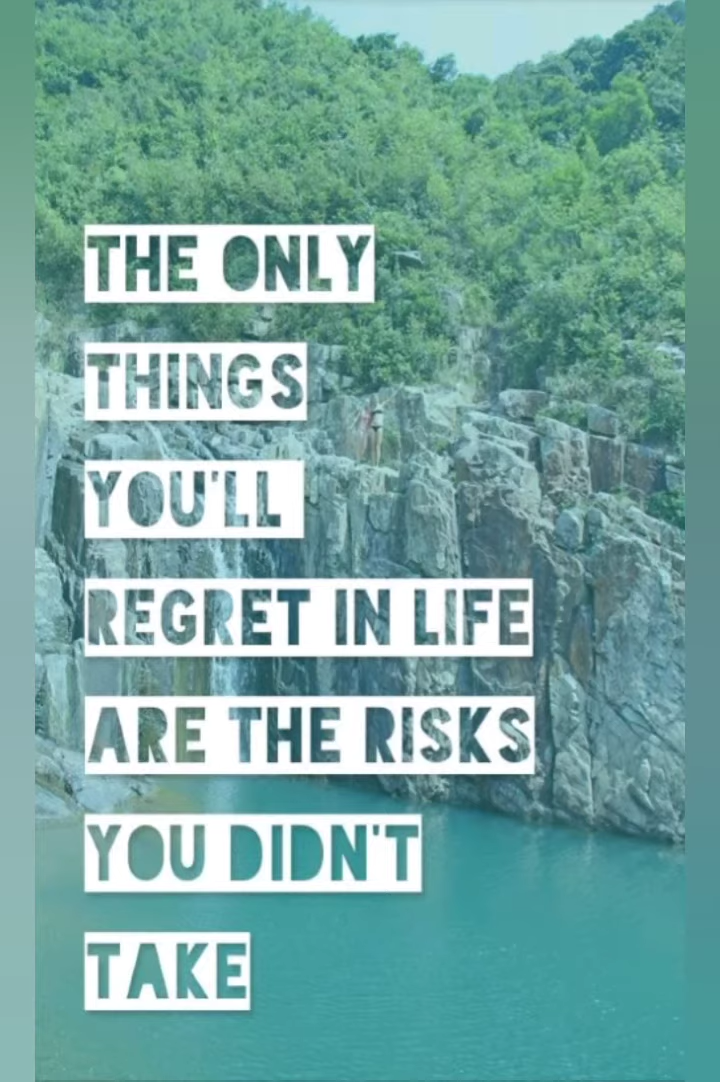 THE ONLY
THINGS
YOU'LL
REGRET IN LIFE
ARE THE RISKS
YOU DIDN'T
TAKE